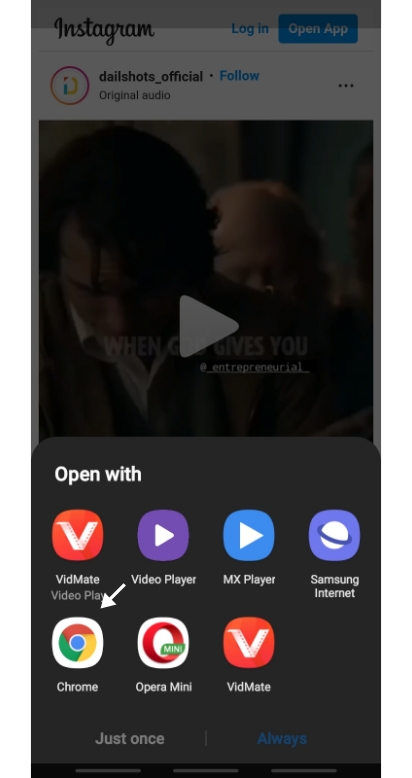 Instagram
Log in
Open App
dailshots_official • Follow
Original audio
WHEN GOD GIVES YOU
@_entrepreneurial_
Open with
VidMate
Video Play
Video Player
MX Player
Samsung
Internet
Chrome
MINI
Opera Mini
VidMate
Just once
Always